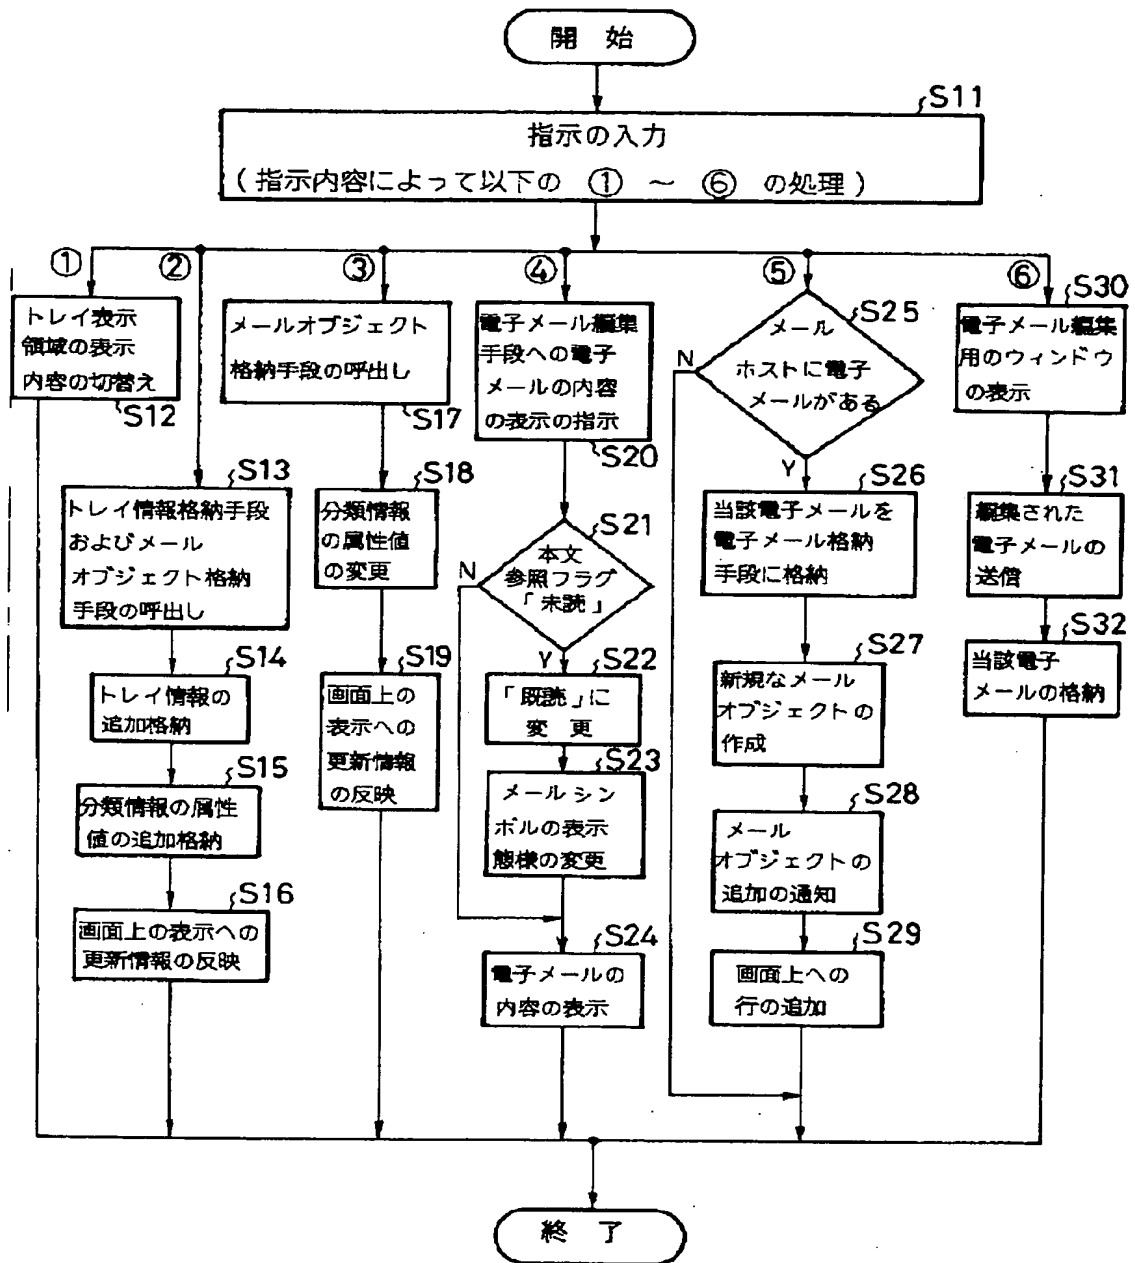 開 始
S11
指示の入力
(指示内容によって以下の ① ～ ⑥ の処理)
①
トレイ表示
領域の表示
内容の切替え
S12
②
S13
トレイ情報格納手段
およびメール
オブジェクト格納
手段の呼出し
S14
トレイ情報の
追加格納
S15
分類情報の属性
値の追加格納
S16
画面上の表示への
更新情報の反映
③
メールオブジェクト
格納手段の呼出し
S17
S18
分類情報
の属性値
の変更
S19
画面上の
表示への
更新情報
の反映
④
電子メール編集
手段への電子
メールの内容
の表示の指示
S20
S21
本文
参照フラグ
「未読」
N
Y
S22
「既読」に
変 更
S23
メールシン
ボルの表示
態様の変更
S24
電子メールの
内容の表示
⑤
S25
メール
ホストに電子
メールがある
N
Y
S26
当該電子メールを
電子メール格納
手段に格納
S27
新規なメール
オブジェクトの
作成
S28
メール
オブジェクトの
追加の通知
S29
画面上への
行の追加
⑥
S30
電子メール編集
用のウィンドウ
の表示
S31
編集された
電子メールの
送信
S32
当該電子
メールの格納
終 了